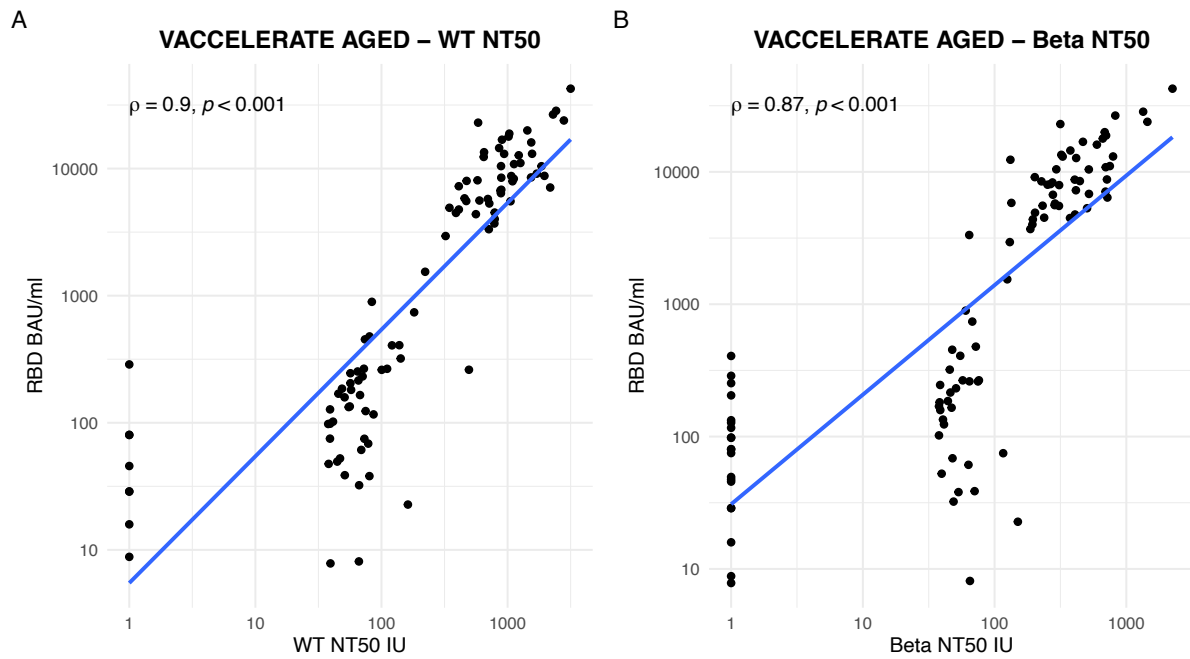 A
VACCELERATE AGED – WT NT50
ρ = 0.9, p < 0.001
RBD BAU/ml
10000
1000
100
10
1
10
100
1000
WT NT50 IU
B
VACCELERATE AGED – Beta NT50
ρ = 0.87, p < 0.001
RBD BAU/ml
10000
1000
100
10
1
10
100
1000
Beta NT50 IU